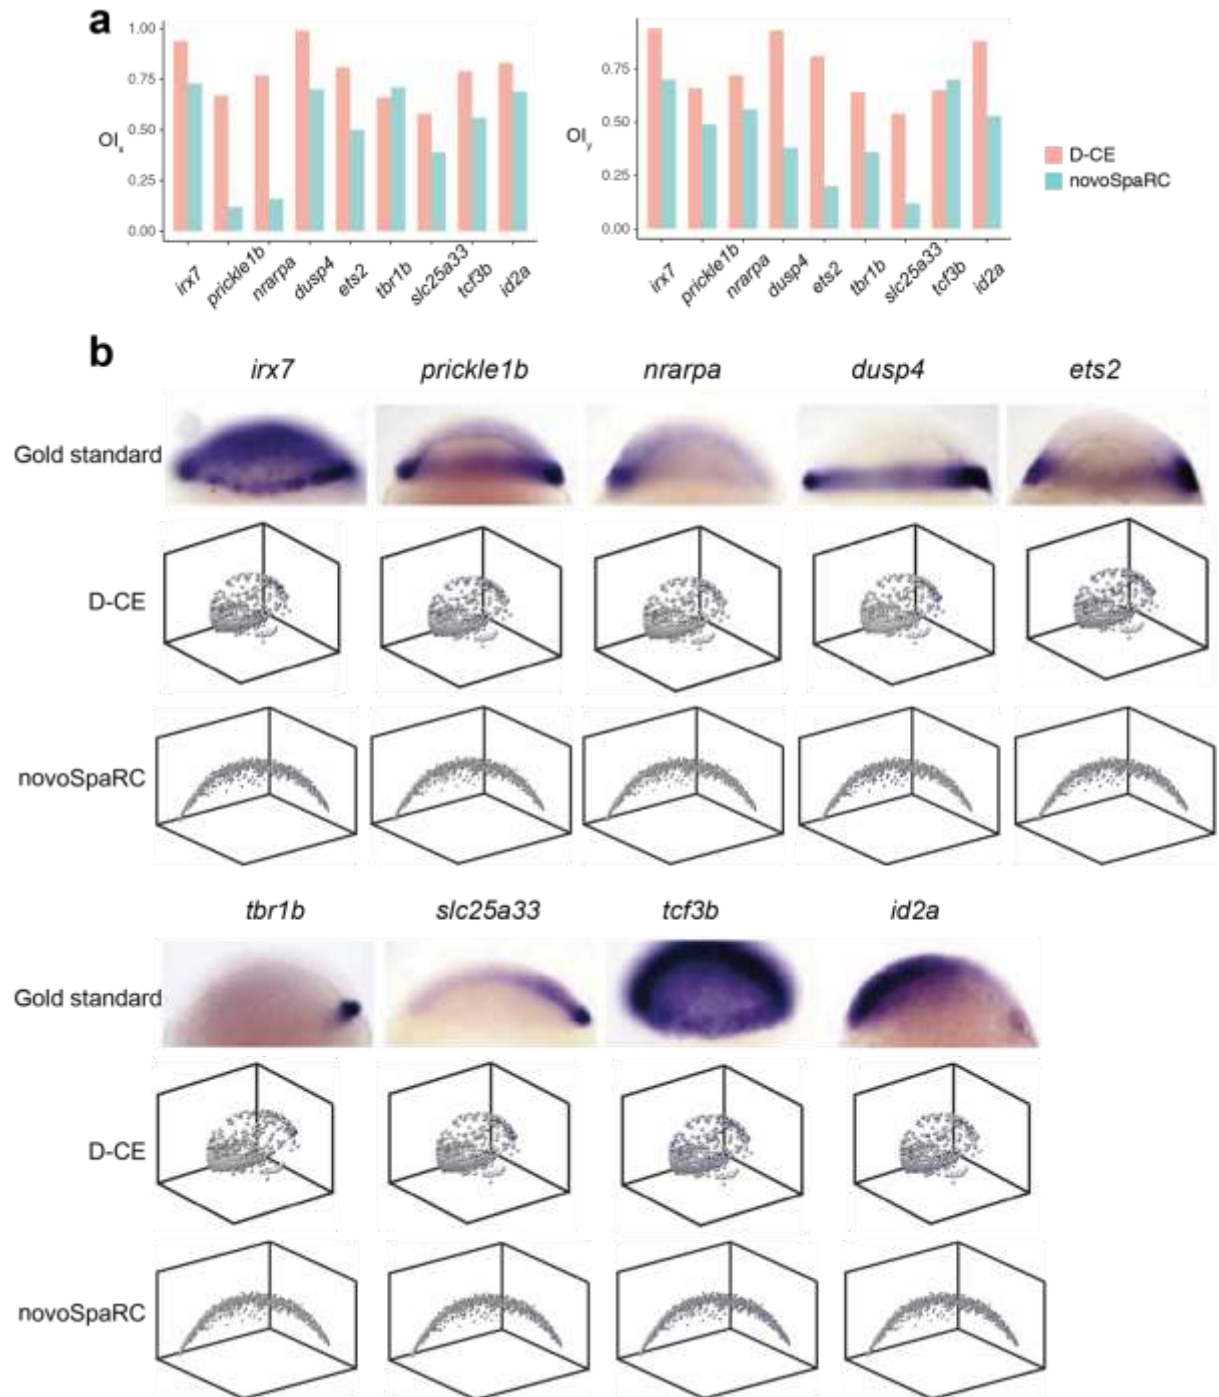 a
1.00
0.75
0.50
0.25
0.00
OIx
irx7
prickle1b
nrarpa
dusp4
ets2
tbr1b
slc25a33
tcf3b
id2a
0.75
0.50
0.25
0.00
OIy
irx7
prickle1b
nrarpa
dusp4
ets2
tbr1b
slc25a33
tcf3b
id2a
D-CE
novoSpaRC
b
irx7 prickle1b nrarpa dusp4 ets2
Gold standard
D-CE
novoSpaRC
tbr1b slc25a33 tcf3b id2a
Gold standard
D-CE
novoSpaRC